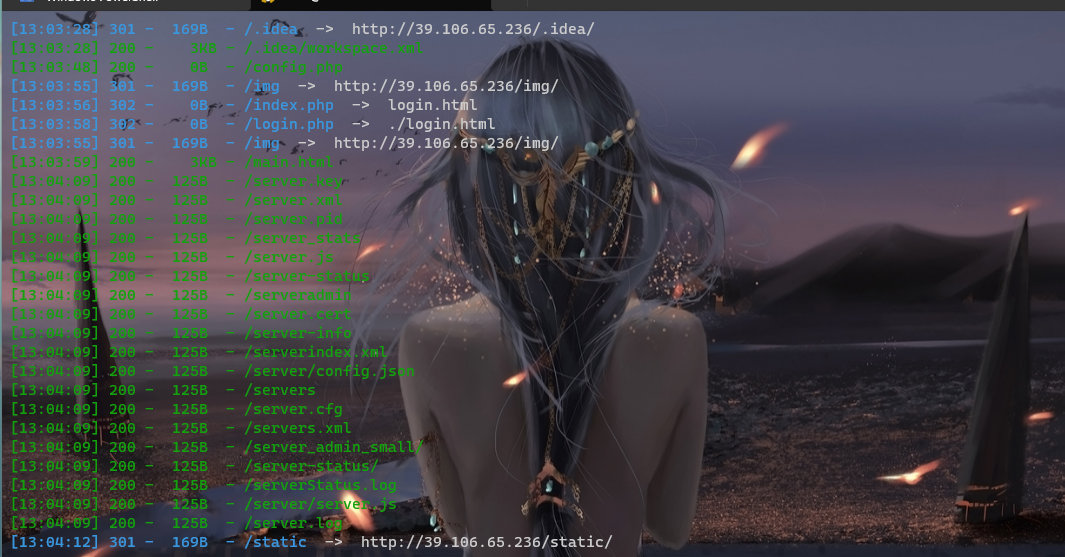 [13:03:28] 301 - 169B - /.idea -> http://39.106.65.236/.idea/
[13:03:28] 200 - 3KB - /.idea/workspace.xml
[13:03:48] 200 - 0B - /config.php
[13:03:55] 301 - 169B - /img -> http://39.106.65.236/img/
[13:03:56] 302 - 0B - /index.php -> login.html
[13:03:58] 302 - 0B - /login.php -> ./login.html
[13:03:55] 301 - 169B - /img -> http://39.106.65.236/img/
[13:03:58] 200 - 3KB - /main.html
[13:04:09] 200 - 125B - /server.key
[13:04:09] 200 - 125B - /server.xml
[13:04:09] 200 - 125B - /server.pid
[13:04:09] 200 - 125B - /server_stats
[13:04:09] 200 - 125B - /server.js
[13:04:09] 200 - 125B - /server-status
[13:04:09] 200 - 125B - /serveradmin
[13:04:09] 200 - 125B - /server.cert
[13:04:09] 200 - 125B - /server-info
[13:04:09] 200 - 125B - /serverindex.xml
[13:04:09] 200 - 125B - /server/config.json
[13:04:09] 200 - 125B - /servers
[13:04:09] 200 - 125B - /server.cfg
[13:04:09] 200 - 125B - /servers.xml
[13:04:09] 200 - 125B - /server_admin_small/
[13:04:09] 200 - 125B - /server-status/
[13:04:09] 200 - 125B - /serverStatus.log
[13:04:09] 200 - 125B - /server/server.js
[13:04:09] 200 - 125B - /server.log
[13:04:12] 301 - 169B - /static -> http://39.106.65.236/static/